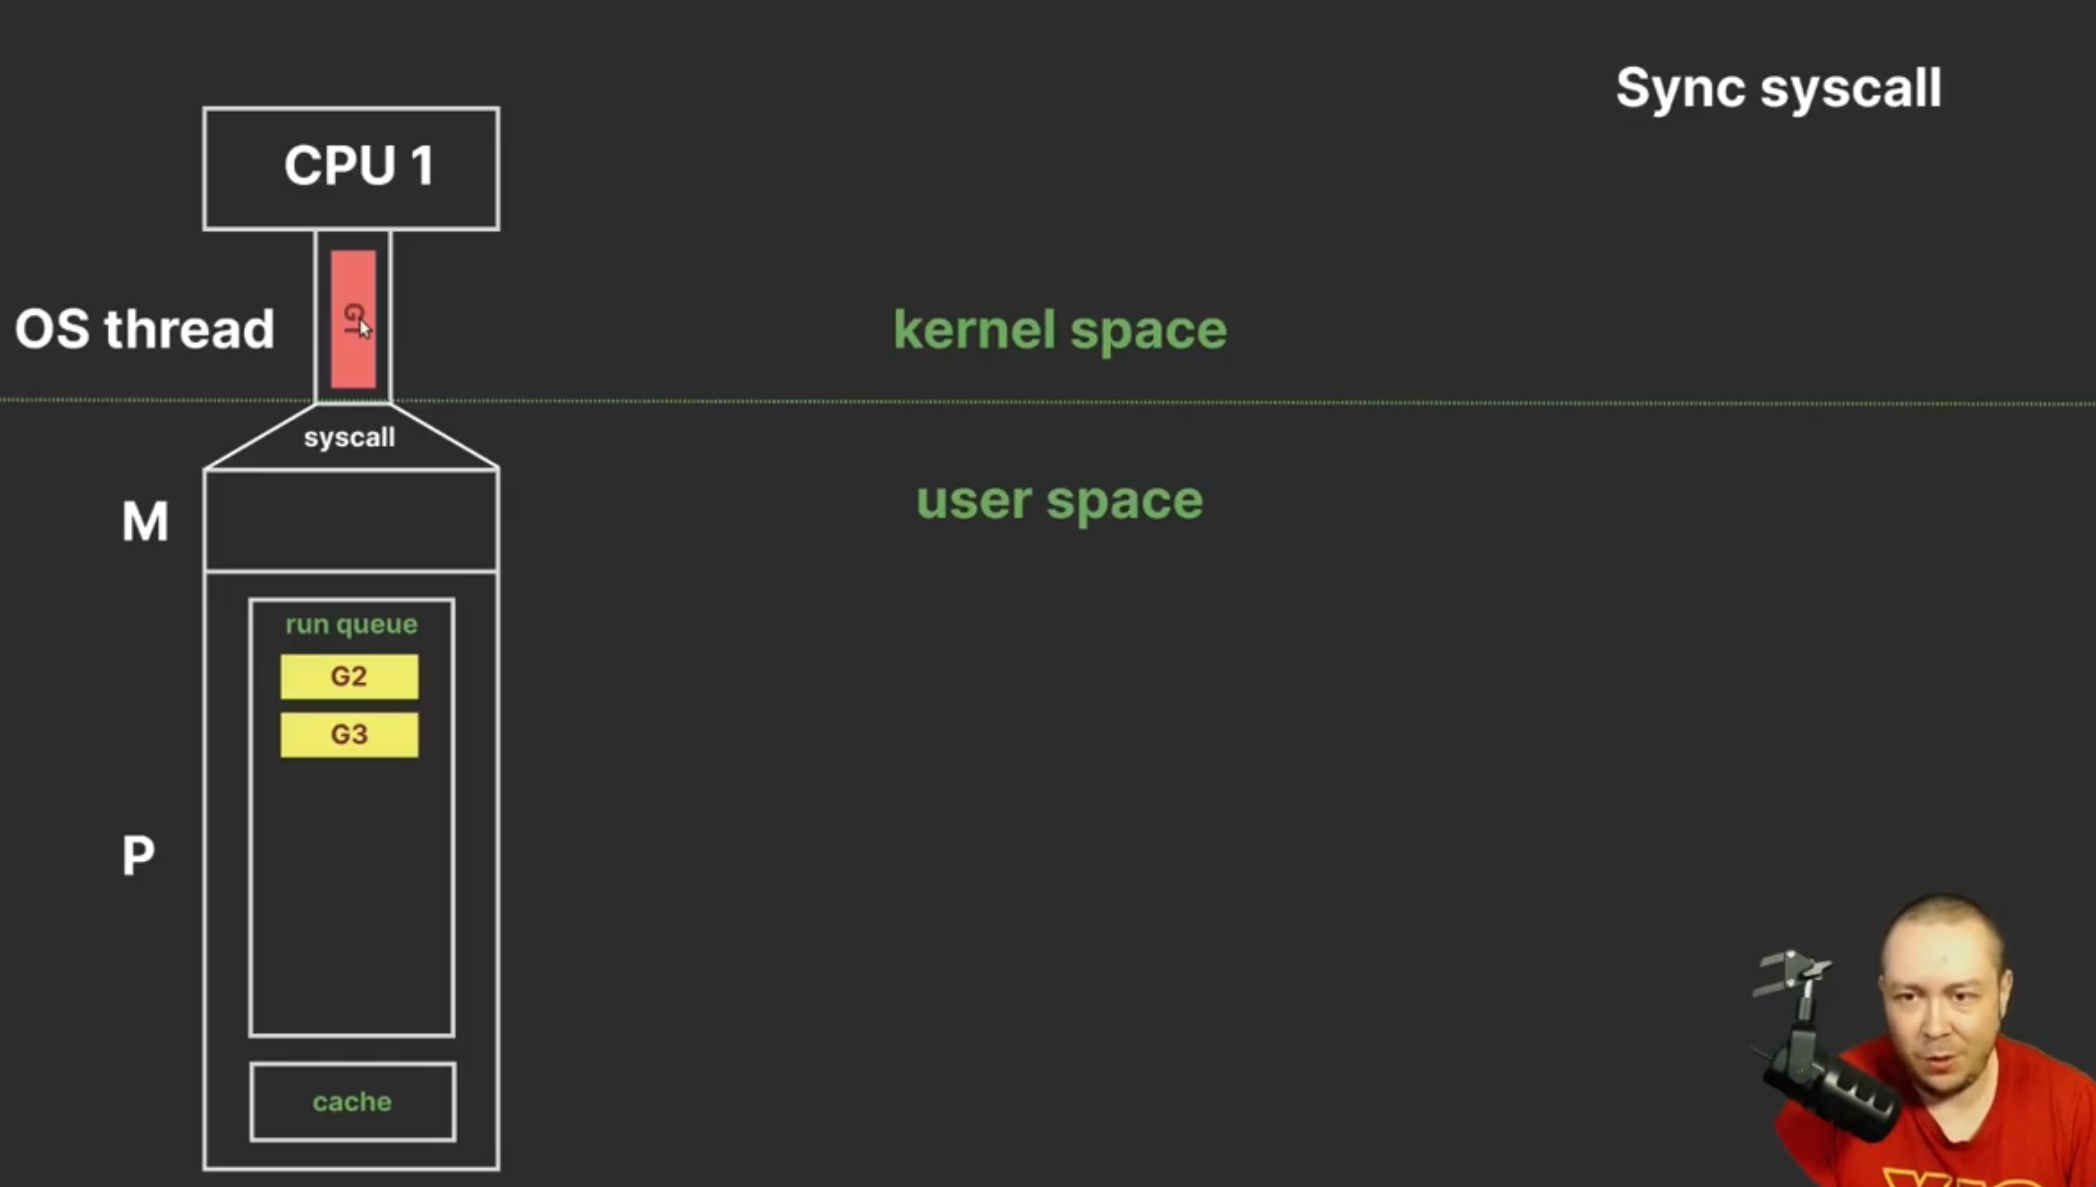 Sync syscall
CPU 1
G1
OS thread
kernel space
syscall
user space
M
run queue
G2
G3
P
cache